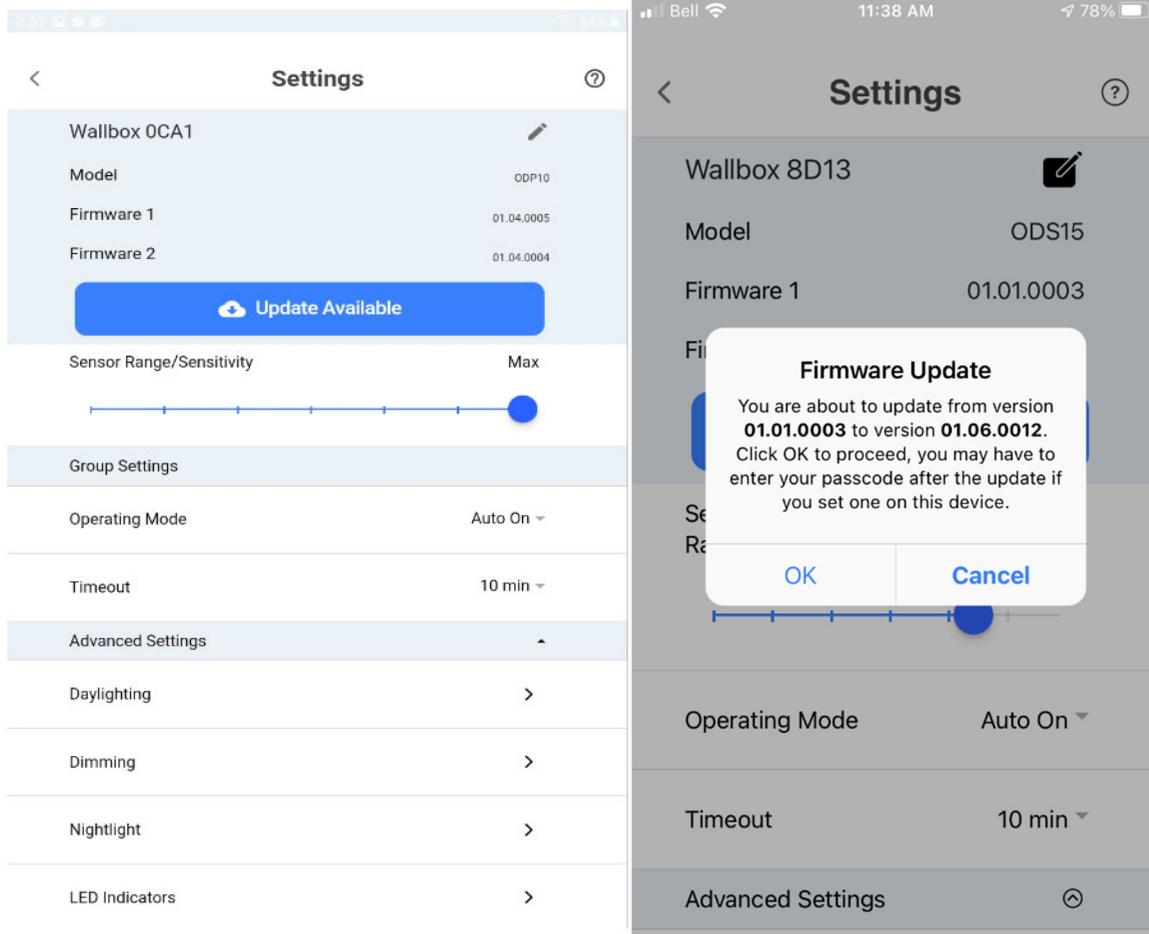 2:57 54%
Settings
Wallbox 0CA1
Model ODP10
Firmware 1 01.04.0005
Firmware 2 01.04.0004
Update Available
Sensor Range/Sensitivity Max
Group Settings
Operating Mode Auto On
Timeout 10 min
Advanced Settings
Daylighting
Dimming
Nightlight
LED Indicators
Bell 11:38 AM 78%
Settings
Wallbox 8D13
Model ODS15
Firmware 1 01.01.0003
Firmware Update
You are about to update from version
01.01.0003 to version 01.06.0012.
Click OK to proceed, you may have to
enter your passcode after the update if
you set one on this device.
OK Cancel
Operating Mode Auto On
Timeout 10 min
Advanced Settings